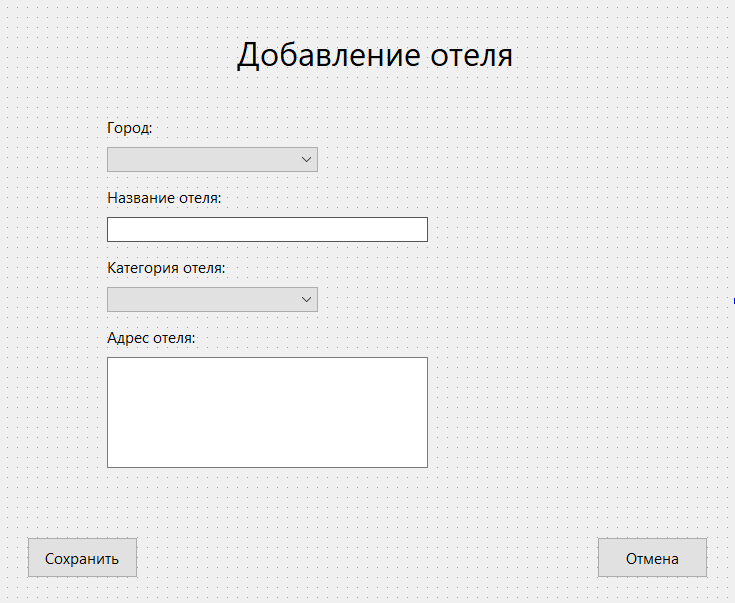 Добавление отеля
Город:
Название отеля:
Категория отеля:
Адрес отеля:
Сохранить
Отмена